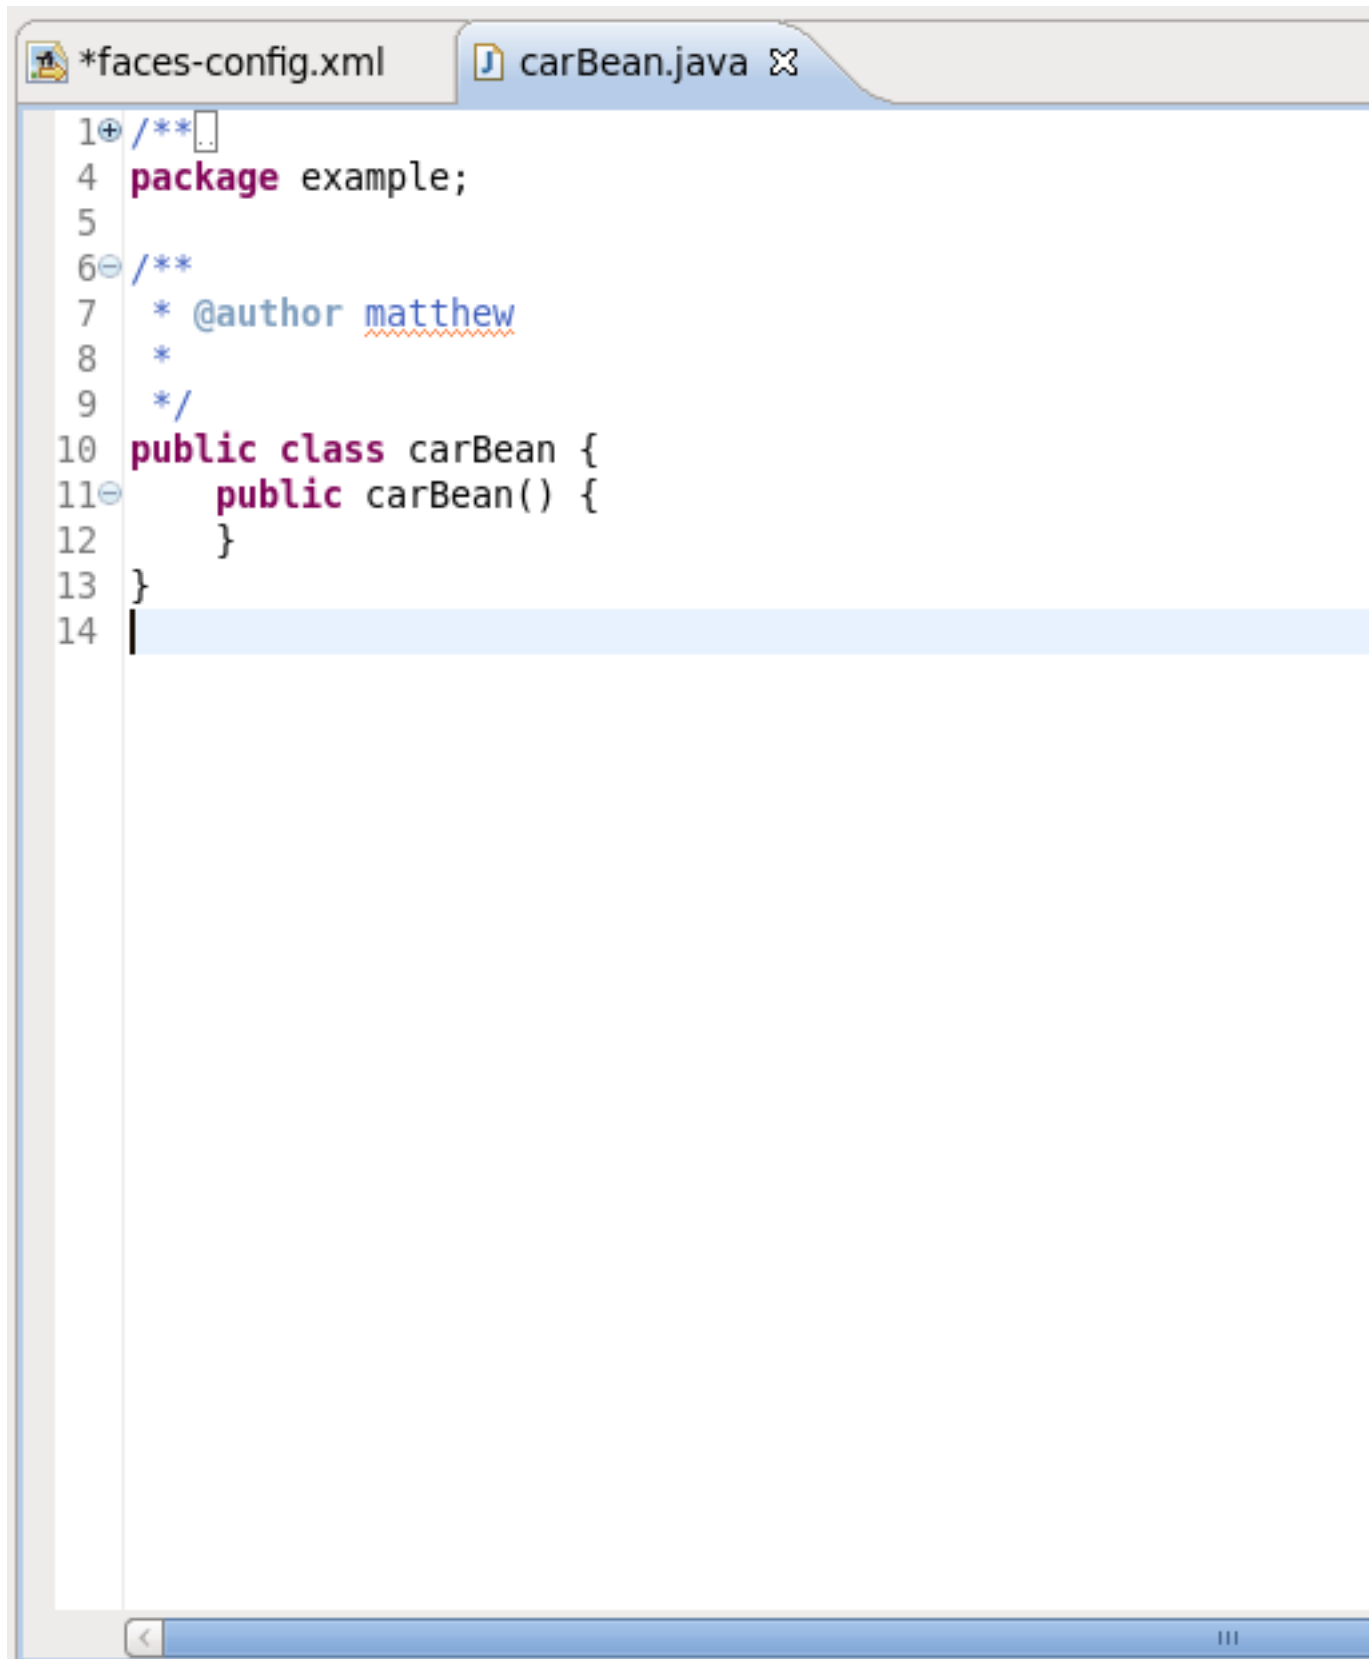 *faces-config.xml carBean.java
1 /**
4 package example;
5
6 /**
7 * @author matthew
8 *
9 */
10 public class carBean {
11 public carBean() {
12 }
13 }
14